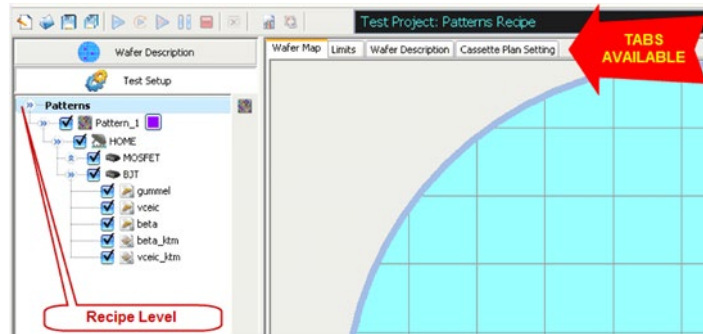 Test Project: Patterns Recipe
Wafer Description
Test Setup
Wafer Map
Limits
Wafer Description
Cassette Plan Setting
TABS
AVAILABLE
Patterns
Pattern_1
HOME
MOSFET
BJT
gummel
vceic
beta
beta_ktm
vceic_ktm
Recipe Level